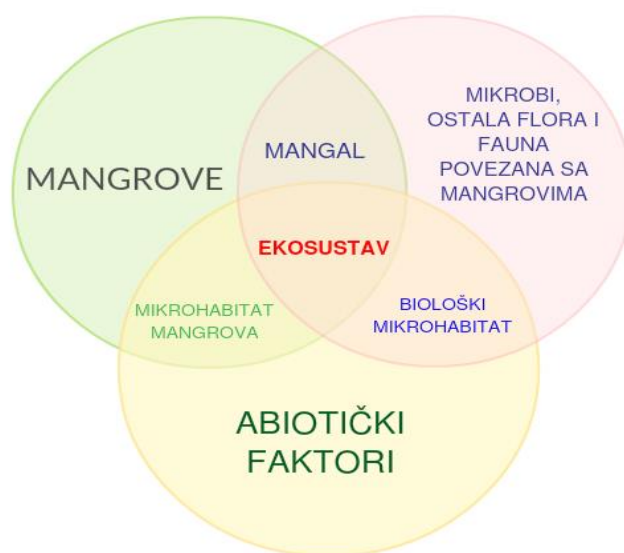 MIKROBI,
OSTALA FLORA I
FAUNA
POVEZANA SA
MANGROVIMA
MANGAL
MANGROVE
EKOSUSTAV
MIKROHABITAT
MANGROVA
BIOLOŠKI
MIKROHABITAT
ABIOTIČKI
FAKTORI